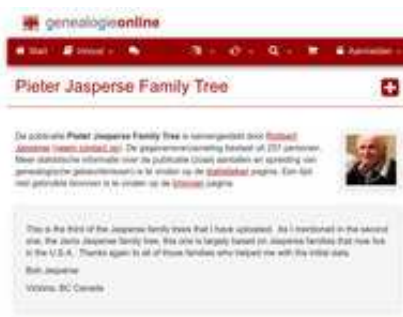 genealogieonline
Start Inhoud Aanmelden
Pieter Jasperse Family Tree
De publicatie Pieter Jasperse Family Tree is samengesteld door Robbert
Jasperse (neem contact op). De gegevensverzameling bestaat uit 251 personen.
Meer statistische informatie over de publicatie (zoals aantallen en spreiding van
genealogische gebeurtenissen) is te vinden op de statistieken pagina. Een lijst
met gebruikte bronnen is te vinden op de bronnen pagina.
This is the third of the Jasperse family trees that I have uploaded. As I mentioned in the second
one, the Janis Jasperse family tree, this one is largely based on Jasperse families that now live
in the U.S.A. Thanks again to all of those families who helped me with the initial data.
Bob Jasperse
Victoria, BC Canada